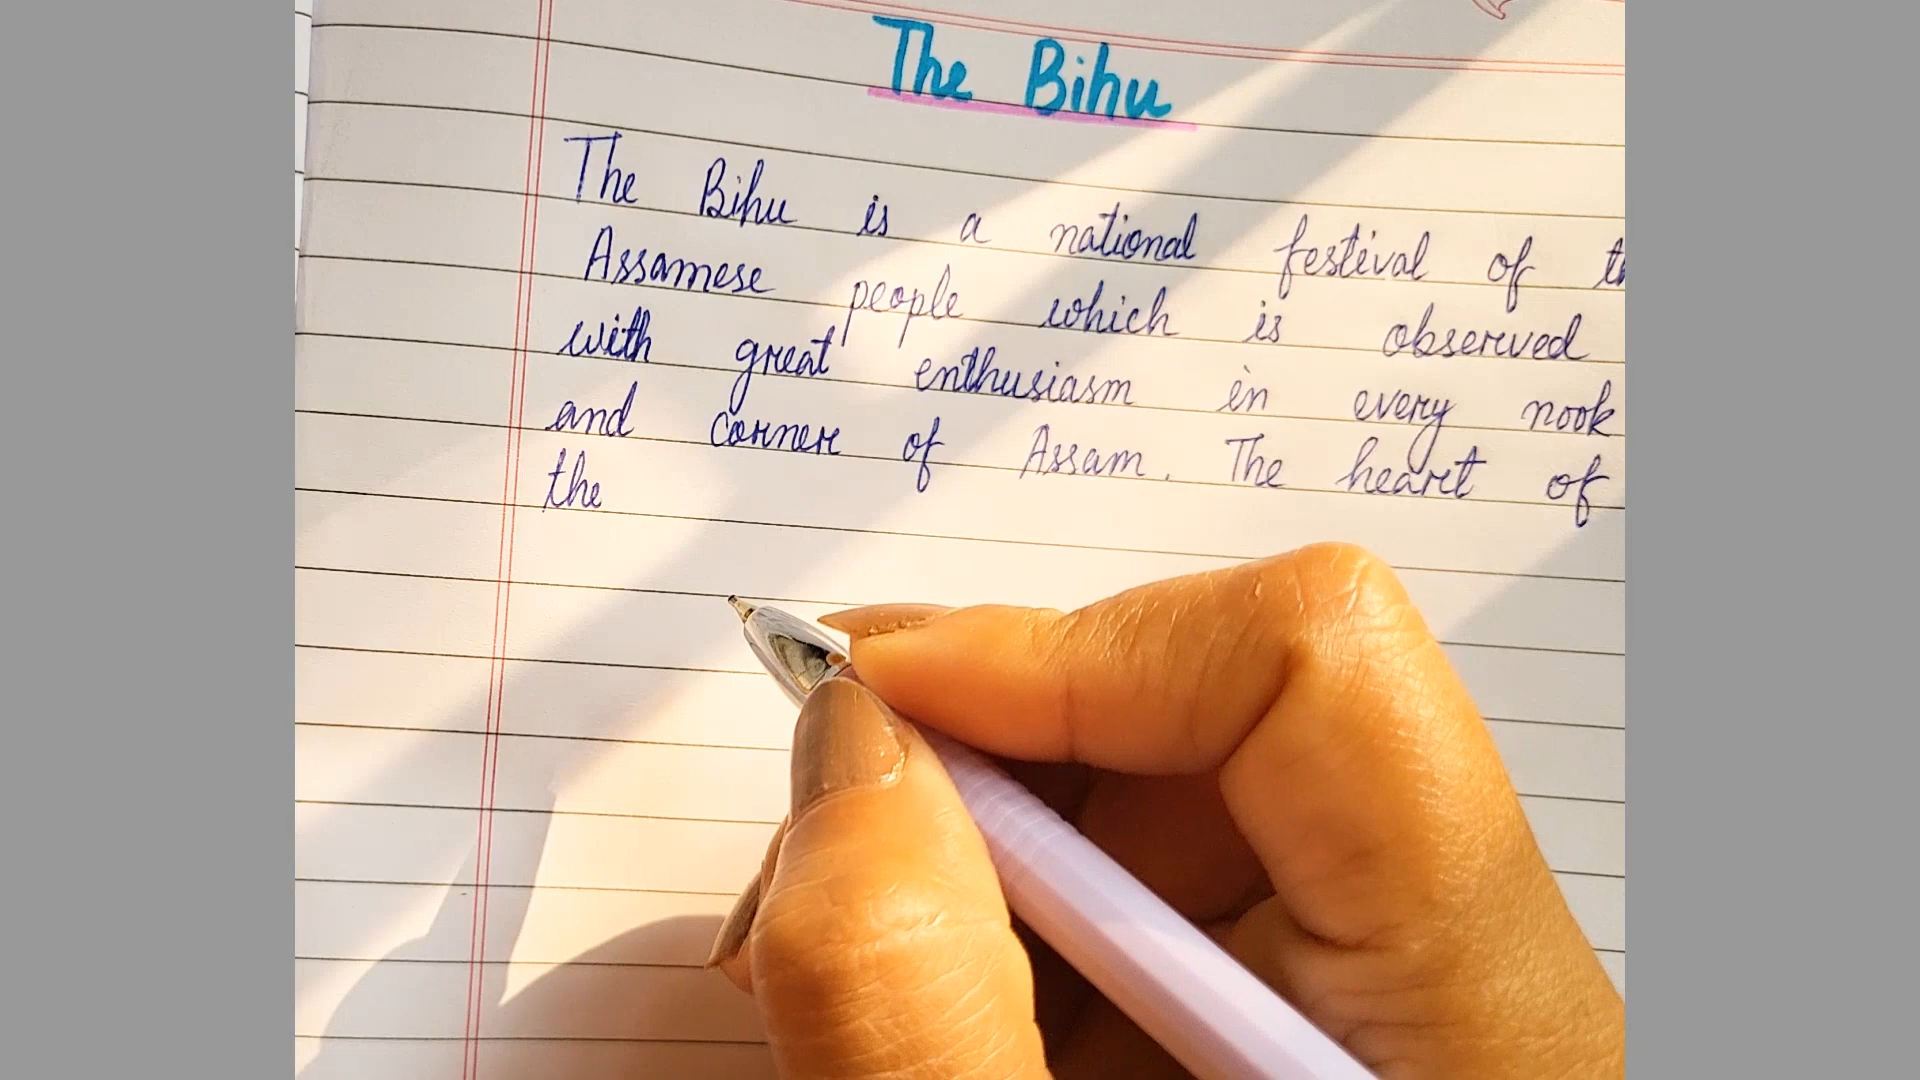 The Bihu
The Bihu is a national festival of th
Assamese people which is observed
with great enthusiasm in every nook
and corner of Assam. The heart of
the